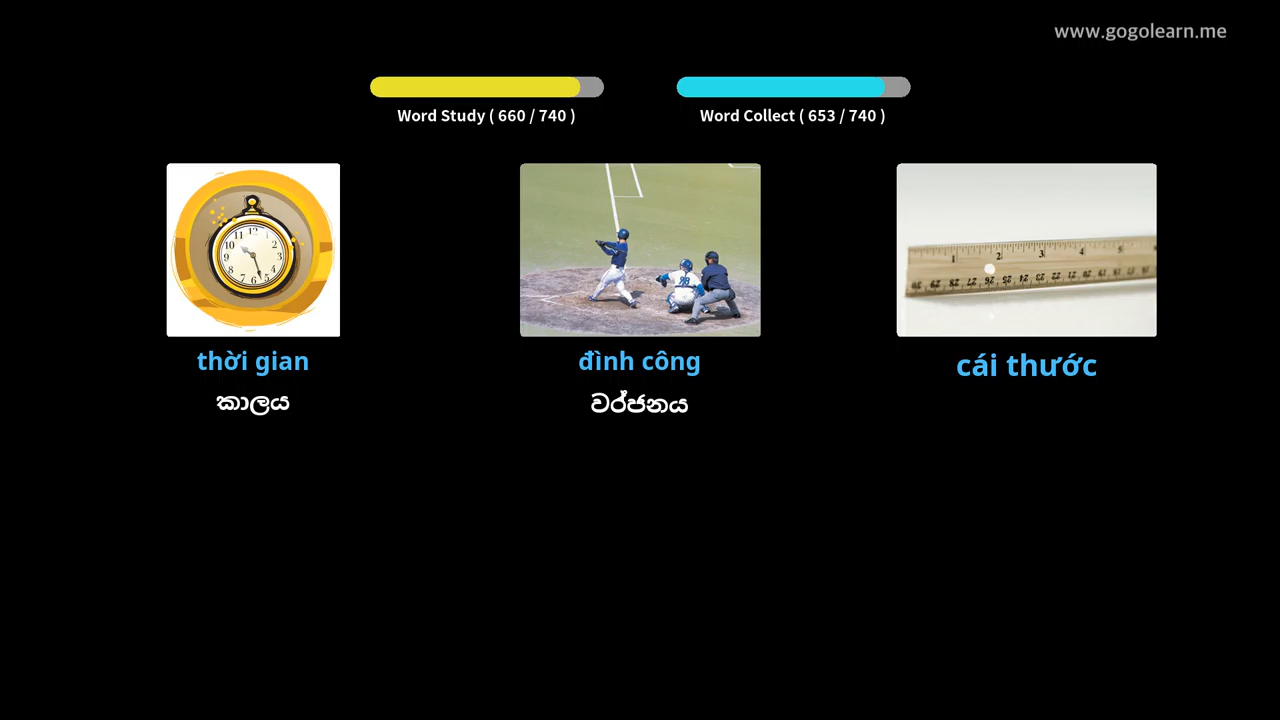 www.gogolearn.me
Word Study ( 660 / 740 )
Word Collect ( 653 / 740 )
thời gian
đình công
cái thước
කාලය
වර්ජනය